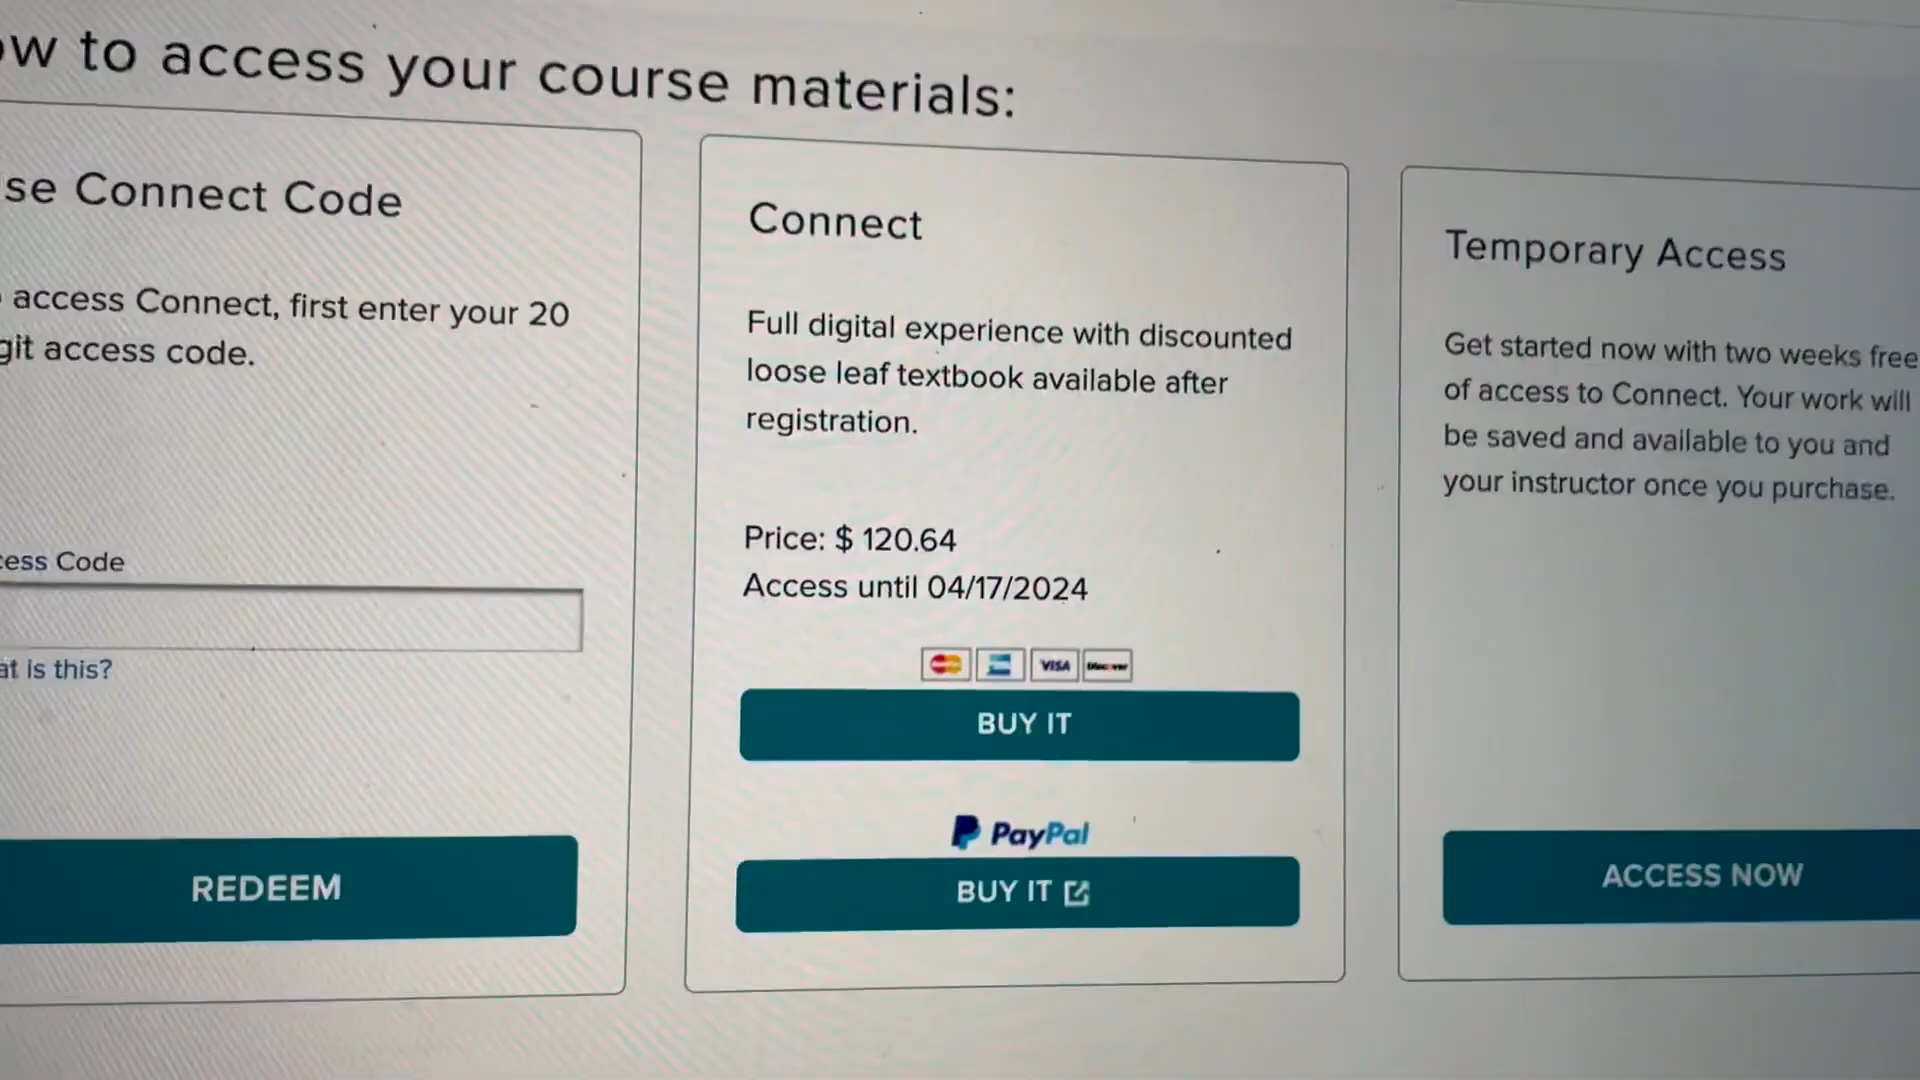 ow to access your course materials:
se Connect Code
access Connect, first enter your 20
git access code.
cess Code
at is this?
REDEEM
Connect
Full digital experience with discounted
loose leaf textbook available after
registration.
Price: $ 120.64
Access until 04/17/2024
VISA
DISCOVER
BUY IT
PayPal
BUY IT
Temporary Access
Get started now with two weeks free
of access to Connect. Your work will
be saved and available to you and
your instructor once you purchase.
ACCESS NOW